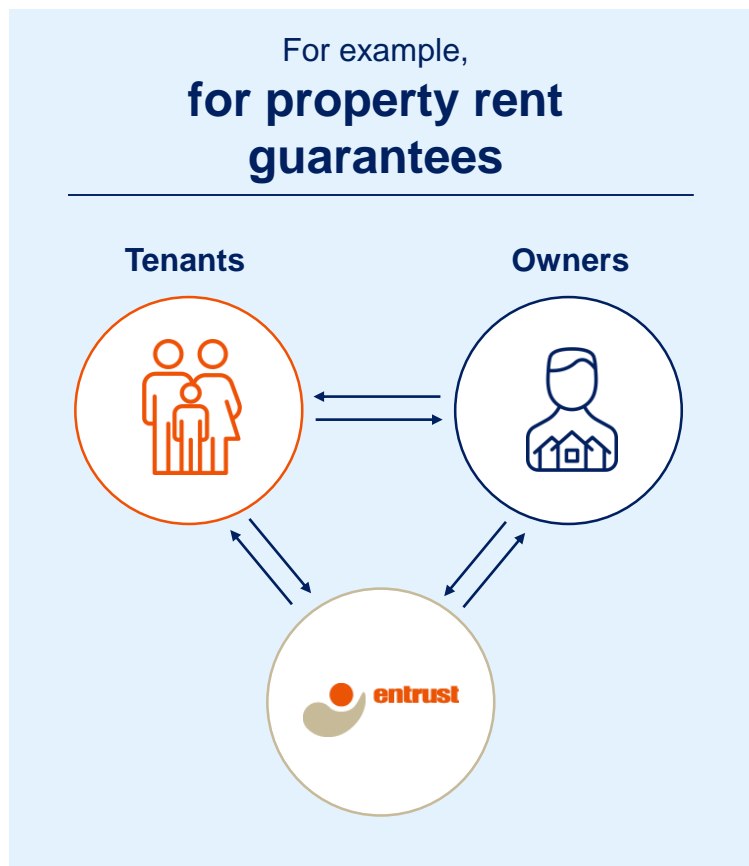 For example,
for property rent
guarantees
Tenants
Owners
entrust